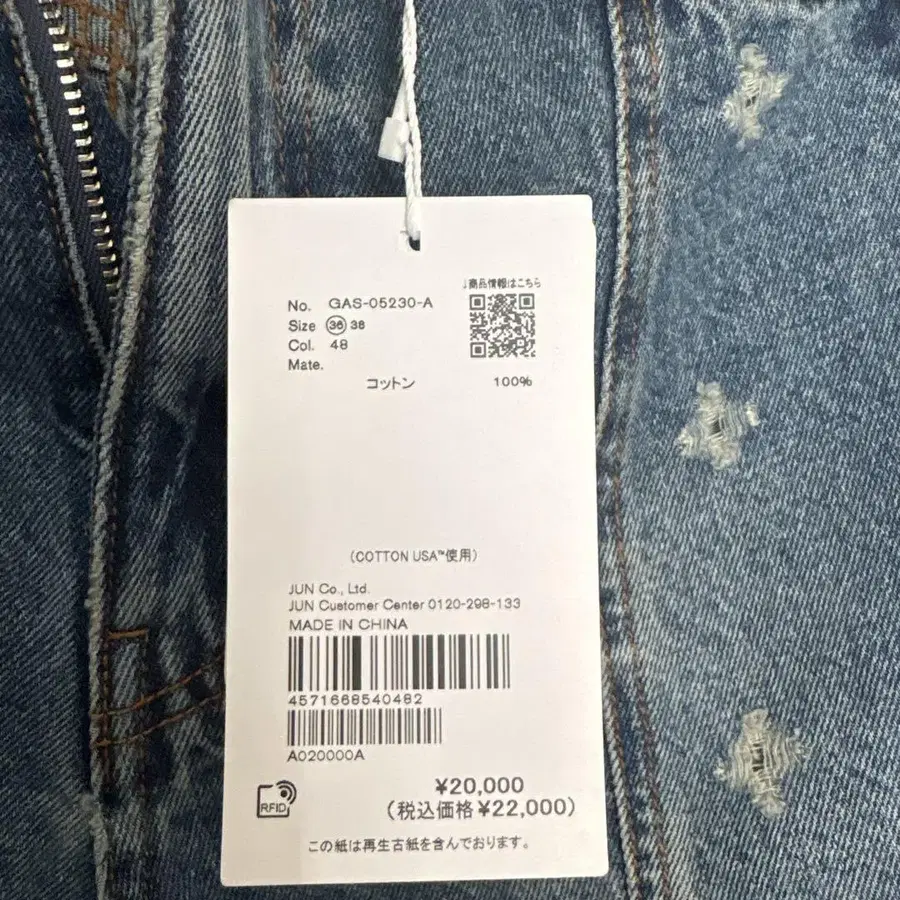 ↓商品情報はこちら
No. GAS-05230-A
Size 36 38
Col. 48
Mate.
コットン 100%
(COTTON USA™使用)
JUN Co., Ltd.
JUN Customer Center 0120-298-133
MADE IN CHINA
4571668540482
A020000A
RFID
¥20,000
(税込価格¥22,000)
この紙は再生古紙を含んでおります。